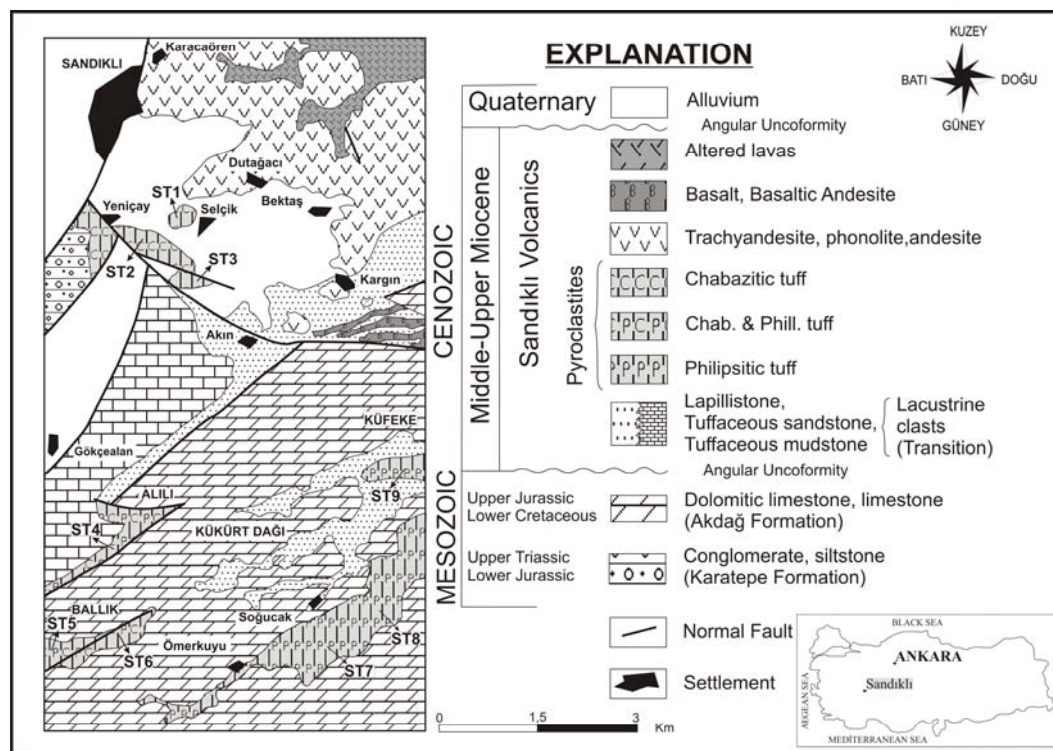 Karacaören
SANDIKLI
Dutağacı
ST1
Yeniçay
Selçik
Bektaş
ST2
ST3
Kargın
Akın
KÜFEKE
Gökçealan
ALILI
ST9
ST4
KÜKÜRT DAĞI
BALLIK
Soğucak
ST5
ST6
Ömerkuyu
ST8
ST7
EXPLANATION
KUZEY
BATI
DOĞU
GÜNEY
CENOZOIC
MESOZOIC
Quaternary
Alluvium
Angular Uncoformity
Middle-Upper Miocene
Sandıklı Volcanics
Altered lavas
Basalt, Basaltic Andesite
Trachyandesite, phonolite,andesite
Pyroclastites
Chabazitic tuff
Chab. & Phill. tuff
Philipsitic tuff
Lapillistone,
Tuffaceous sandstone,
Tuffaceous mudstone
Lacustrine
clasts
(Transition)
Angular Uncoformity
Upper Jurassic
Lower Cretaceous
Dolomitic limestone, limestone
(Akdağ Formation)
Upper Triassic
Lower Jurassic
Conglomerate, siltstone
(Karatepe Formation)
Normal Fault
Settlement
0 1,5 3
Km
BLACK SEA
ANKARA
Sandıklı
AEGEAN SEA
MEDİTERRANEAN SEA